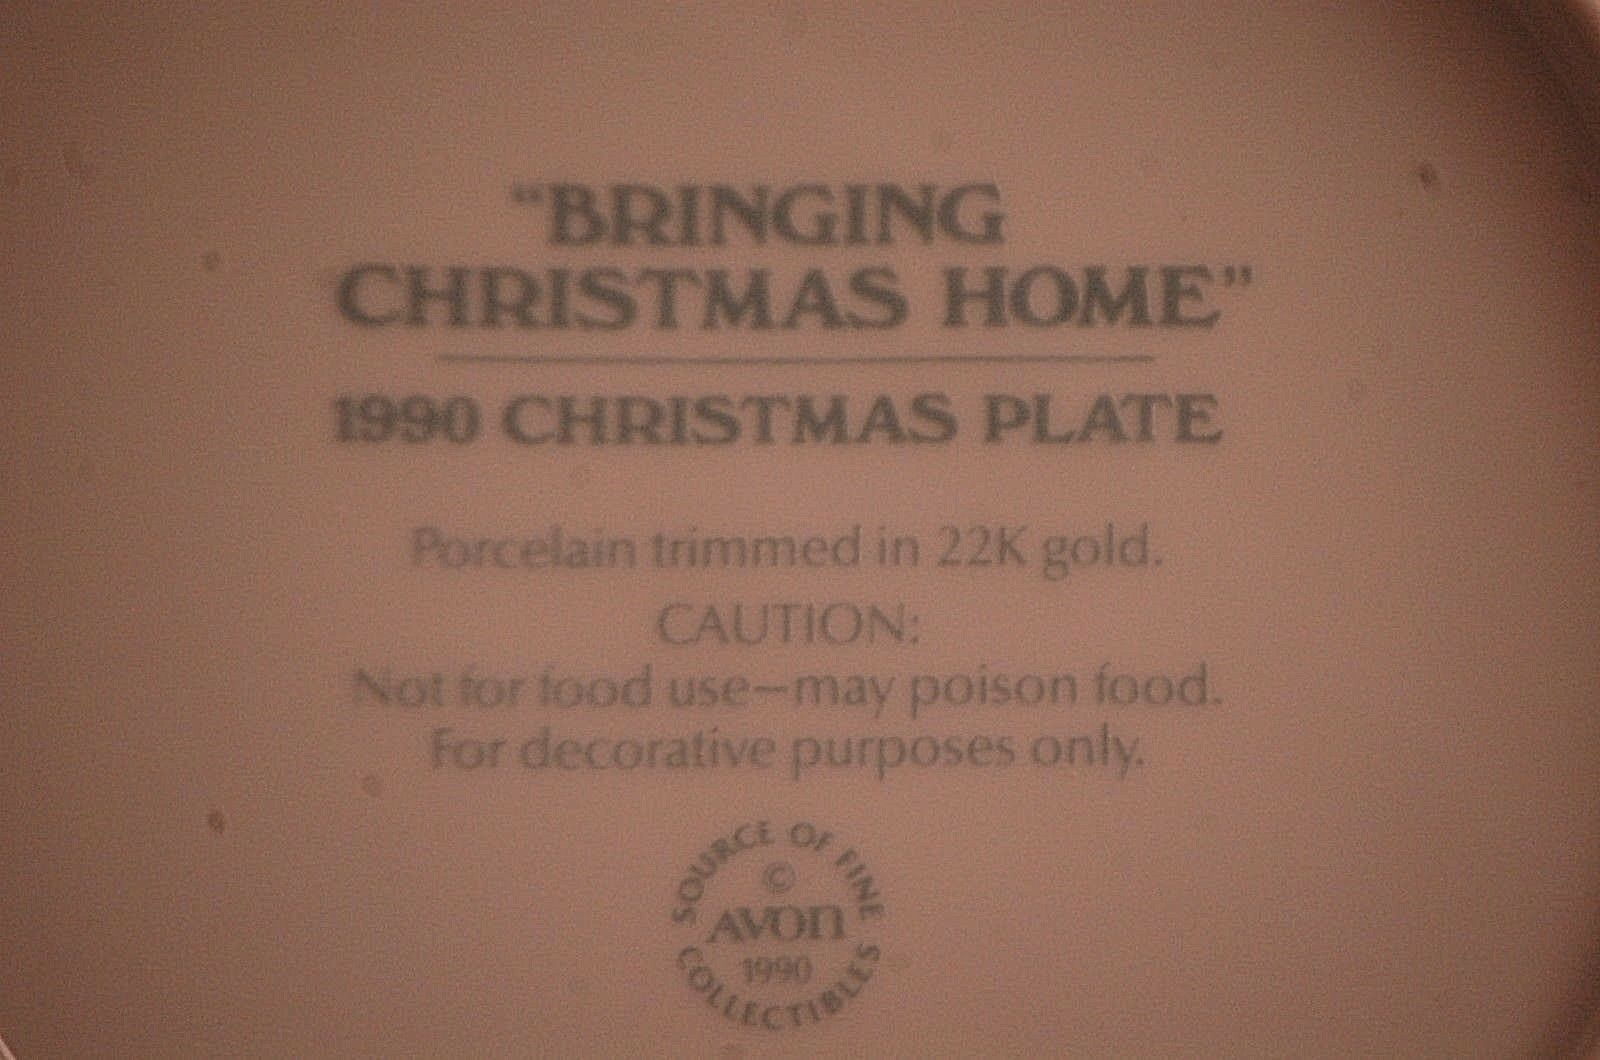 “BRINGING
CHRISTMAS HOME”
1990 CHRISTMAS PLATE
Porcelain trimmed in 22K gold.
CAUTION:
Not for food use—may poison food.
For decorative purposes only.
SOURCE OF FINE
©
AVON
1990
COLLECTIBLES